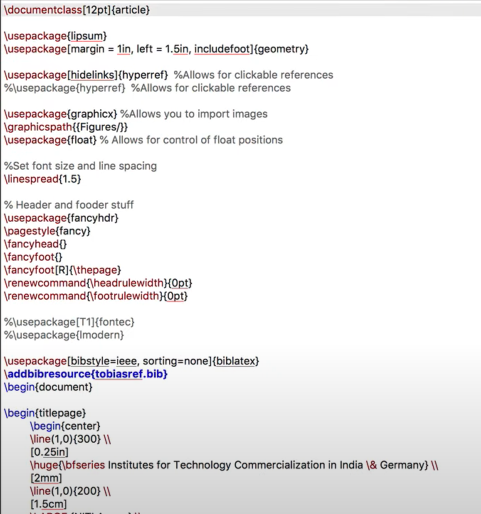 \documentclass[12pt]{article}
\usepackage{lipsum}
\usepackage[margin = 1in, left = 1.5in, includefoot]{geometry}
\usepackage[hidelinks]{hyperref}  %Allows for clickable references
%\usepackage{hyperref}  %Allows for clickable references
\usepackage{graphicx} %Allows you to import images
\graphicspath{{Figures/}}
\usepackage{float} % Allows for control of float positions
%Set font size and line spacing
\linespread{1.5}
% Header and fooder stuff
\usepackage{fancyhdr}
\pagestyle{fancy}
\fancyhead{}
\fancyfoot{}
\fancyfoot[R]{\thepage}
\renewcommand{\headrulewidth}{0pt}
\renewcommand{\footrulewidth}{0pt}
%\usepackage[T1]{fontec}
%\usepackage{lmodern}
\usepackage[bibstyle=ieee, sorting=none]{biblatex}
\addbibresource{tobiasref.bib}
\begin{document}
\begin{titlepage}
\begin{center}
\line(1,0){300} \\
[0.25in]
\huge{\bfseries Institutes for Technology Commercialization in India \& Germany} \\
[2mm]
\line(1,0){200} \\
[1.5cm]